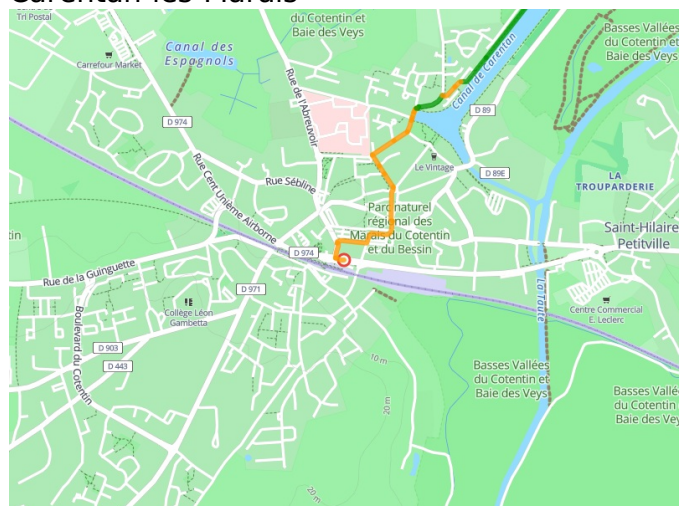 Carentan-les-Marais
Tri Postal
du Cotentin et
Baie des Veys
Basses Vallées
du Cotentin et
Baie des Veys
Canal des
Espagnols
Carrefour Market
Rue de l'Abreuvoir
Canal de Carentan
D 974
D 89
Le Vintage
D 89E
LA
TROUPARDERIE
Rue Sébline
Rue Cent Unième Airborne
Parc naturel
régional des
Marais du Cotentin
et du Bessin
Saint-Hilaire-
Petitville
tin
D 974
Rue de la Guinguette
D 971
La Taute
Collège Léon
Gambetta
Centre Commercial
E. Leclerc
Boulevard du Cotentin
D 903
D 443
10 m
20 m
Basses Vallées
du Cotentin et
Baie des Veys
Basses Vallé
du Cotentin
Baie des Vey
20 m